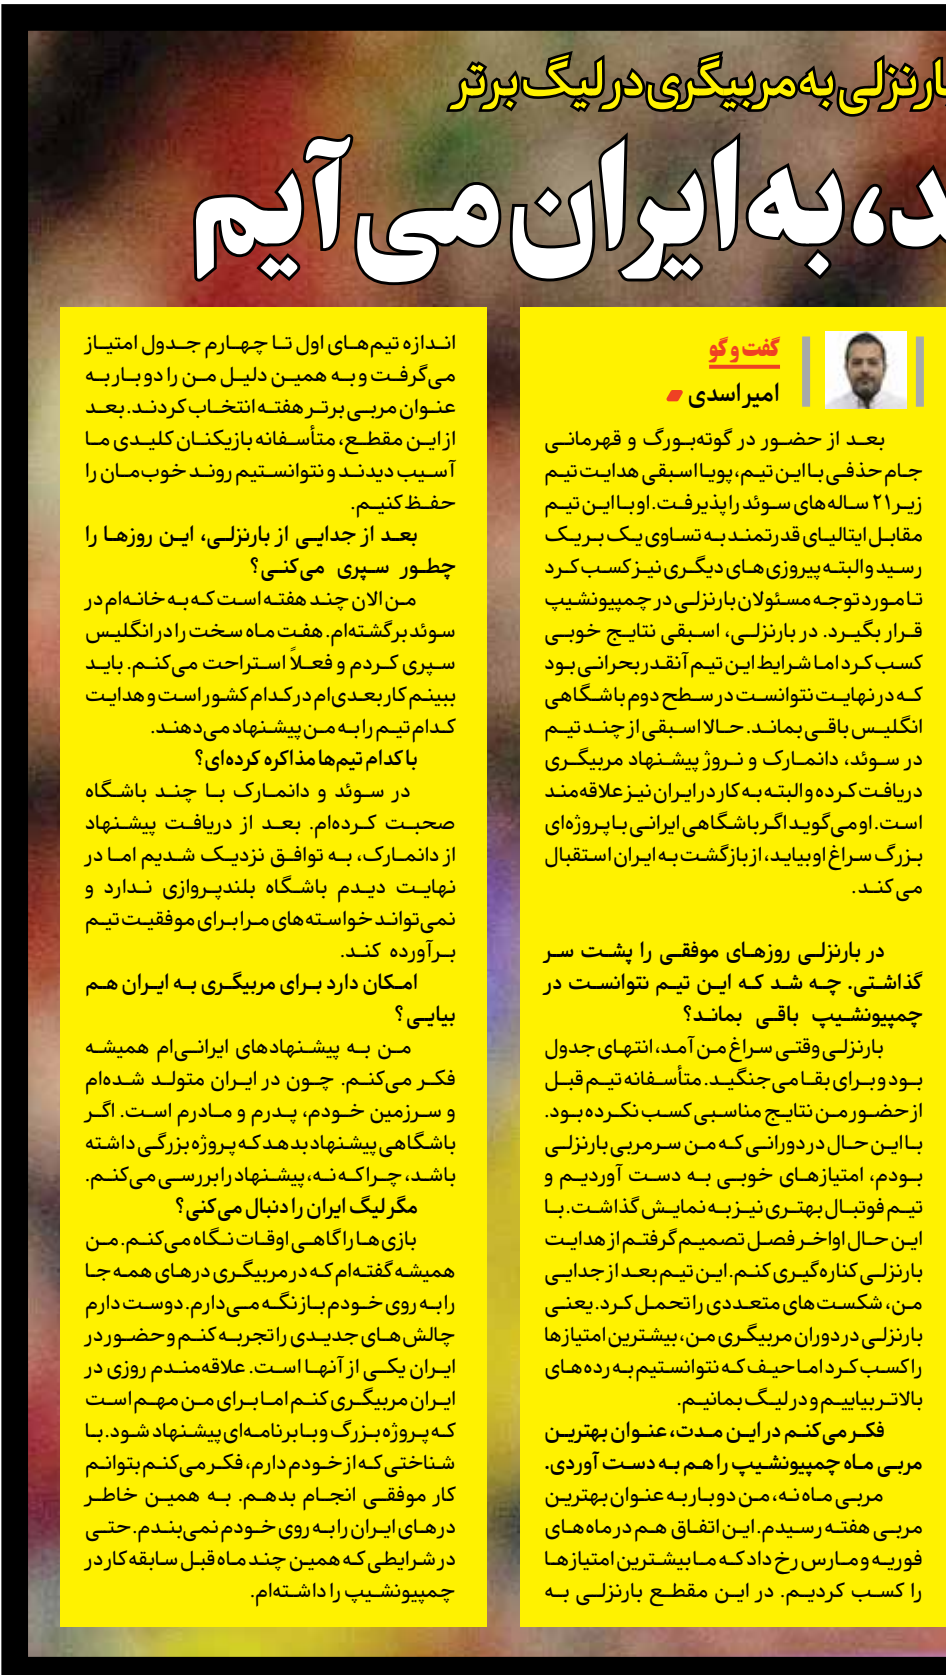 بارنزلی به مربیگری در لیگ برتر
به ایران می‌آیم
گفت و گو
امیر اسدی
بعد از حضور در گوته‌بورگ و قهرمانی
جام حذفی با این تیم، پویا اسبقی هدایت تیم
زیر ۲۱ ساله‌های سوئد را پذیرفت. او با این تیم
مقابل ایتالیای قدرتمند به تساوی یک بر یک
رسید و البته پیروزی‌های دیگری نیز کسب کرد
تا مورد توجه مسئولان بارنزلی در چمپیونشیپ
قرار بگیرد. در بارنزلی، اسبقی نتایج خوبی
کسب کرد اما شرایط این تیم آنقدر بحرانی بود
که در نهایت نتوانست در سطح دوم باشگاهی
انگلیس باقی بماند. حالا اسبقی از چند تیم
در سوئد، دانمارک و نروژ پیشنهاد مربیگری
دریافت کرده و البته به کار در ایران نیز علاقه‌مند
است. او می‌گوید اگر باشگاهی ایرانی با پروژه‌ای
بزرگ سراغ او بیاید، از بازگشت به ایران استقبال
می‌کند.
در بارنزلی روزهای موفقی را پشت سر
گذاشتی. چه شد که این تیم نتوانست در
چمپیونشیپ باقی بماند؟
بارنزلی وقتی سراغ من آمد، انتهای جدول
بود و برای بقا می‌جنگید. متأسفانه تیم قبل
از حضور من نتایج مناسبی کسب نکرده بود.
با این حال در دورانی که من سرمربی بارنزلی
بودم، امتیازهای خوبی به دست آوردیم و
تیم فوتبال بهتری نیز به نمایش گذاشت. با
این حال اواخر فصل تصمیم گرفتم از هدایت
بارنزلی کناره‌گیری کنم. این تیم بعد از جدایی
من، شکست‌های متعددی را تحمل کرد. یعنی
بارنزلی در دوران مربیگری من، بیشترین امتیازها
را کسب کرد اما حیف که نتوانستیم به رده‌های
بالاتر بیاییم و در لیگ بمانیم.
فکر می‌کنم در این مدت، عنوان بهترین
مربی ماه چمپیونشیپ را هم به دست آوردی.
مربی ماه نه، من دو بار به عنوان بهترین
مربی هفته رسیدم. این اتفاق هم در ماه‌های
فوریه و مارس رخ داد که ما بیشترین امتیازها
را کسب کردیم. در این مقطع بارنزلی به
اندازه تیم‌های اول تا چهارم جدول امتیاز
می‌گرفت و به همین دلیل من را دو بار به
عنوان مربی برتر هفته انتخاب کردند. بعد
از این مقطع، متأسفانه بازیکنان کلیدی ما
آسیب دیدند و نتوانستیم روند خوب‌مان را
حفظ کنیم.
بعد از جدایی از بارنزلی، این روزها را
چطور سپری می‌کنی؟
من الان چند هفته است که به خانه‌ام در
سوئد برگشته‌ام. هفت ماه سخت را در انگلیس
سپری کردم و فعلاً استراحت می‌کنم. باید
ببینم کار بعدی‌ام در کدام کشور است و هدایت
کدام تیم را به من پیشنهاد می‌دهند.
با کدام تیم‌ها مذاکره کرده‌ای؟
در سوئد و دانمارک با چند باشگاه
صحبت کرده‌ام. بعد از دریافت پیشنهاد
از دانمارک، به توافق نزدیک شدیم اما در
نهایت دیدم باشگاه بلندپروازی ندارد و
نمی‌تواند خواسته‌های مرا برای موفقیت تیم
برآورده کند.
امکان دارد برای مربیگری به ایران هم
بیایی؟
من به پیشنهادهای ایرانی‌ام همیشه
فکر می‌کنم. چون در ایران متولد شده‌ام
و سرزمین خودم، پدرم و مادرم است. اگر
باشگاهی پیشنهاد بدهد که پروژه بزرگی داشته
باشد، چرا که نه، پیشنهاد را بررسی می‌کنم.
مگر لیگ ایران را دنبال می‌کنی؟
بازی‌ها را گاهی اوقات نگاه می‌کنم. من
همیشه گفته‌ام که در مربیگری درهای همه جا
را به روی خودم باز نگه می‌دارم. دوست دارم
چالش‌های جدیدی را تجربه کنم و حضور در
ایران یکی از آنها است. علاقه‌مندم روزی در
ایران مربیگری کنم اما برای من مهم است
که پروژه بزرگ و با برنامه‌ای پیشنهاد شود. با
شناختی که از خودم دارم، فکر می‌کنم بتوانم
کار موفقی انجام بدهم. به همین خاطر
درهای ایران را به روی خودم نمی‌بندم. حتی
در شرایطی که همین چند ماه قبل سابقه کار در
چمپیونشیپ را داشته‌ام.